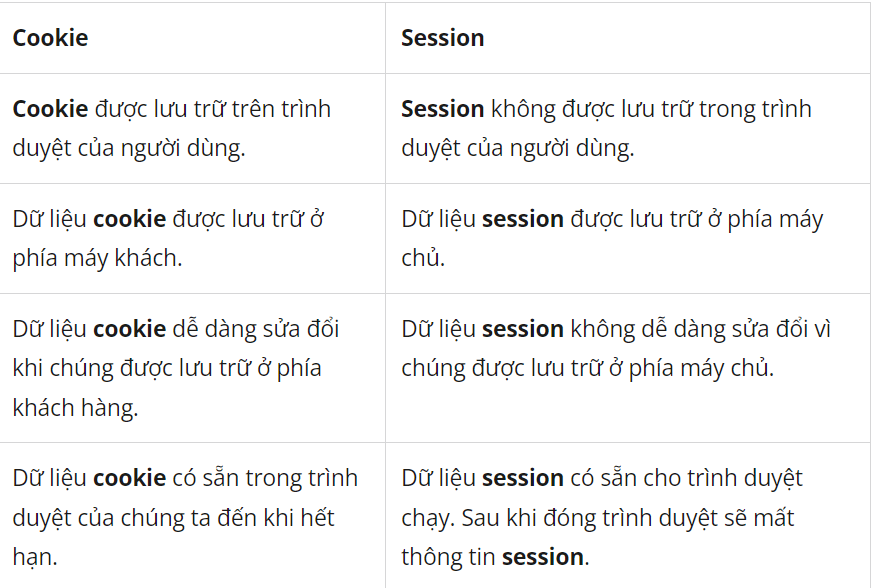 Cookie
Session
Cookie được lưu trữ trên trình
duyệt của người dùng.
Session không được lưu trữ trong trình
duyệt của người dùng.
Dữ liệu cookie được lưu trữ ở
phía máy khách.
Dữ liệu session được lưu trữ ở phía máy
chủ.
Dữ liệu cookie dễ dàng sửa đổi
khi chúng được lưu trữ ở phía
khách hàng.
Dữ liệu session không dễ dàng sửa đổi vì
chúng được lưu trữ ở phía máy chủ.
Dữ liệu cookie có sẵn trong trình
duyệt của chúng ta đến khi hết
hạn.
Dữ liệu session có sẵn cho trình duyệt
chạy. Sau khi đóng trình duyệt sẽ mất
thông tin session.